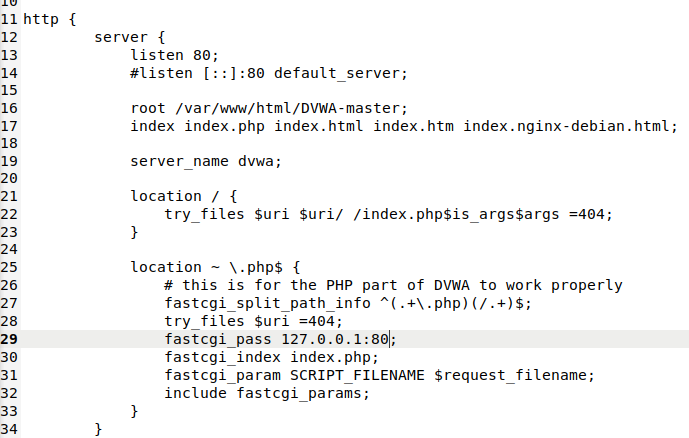 10
11 http {
12         server {
13             listen 80;
14             #listen [::]:80 default_server;
15
16             root /var/www/html/DVWA-master;
17             index index.php index.html index.htm index.nginx-debian.html;
18
19             server_name dvwa;
20
21             location / {
22                 try_files $uri $uri/ /index.php$is_args$args =404;
23             }
24
25             location ~ \.php$ {
26                 # this is for the PHP part of DVWA to work properly
27                 fastcgi_split_path_info ^(.+\.php)(/.+)$;
28                 try_files $uri =404;
29                 fastcgi_pass 127.0.0.1:80;
30                 fastcgi_index index.php;
31                 fastcgi_param SCRIPT_FILENAME $request_filename;
32                 include fastcgi_params;
33             }
34         }